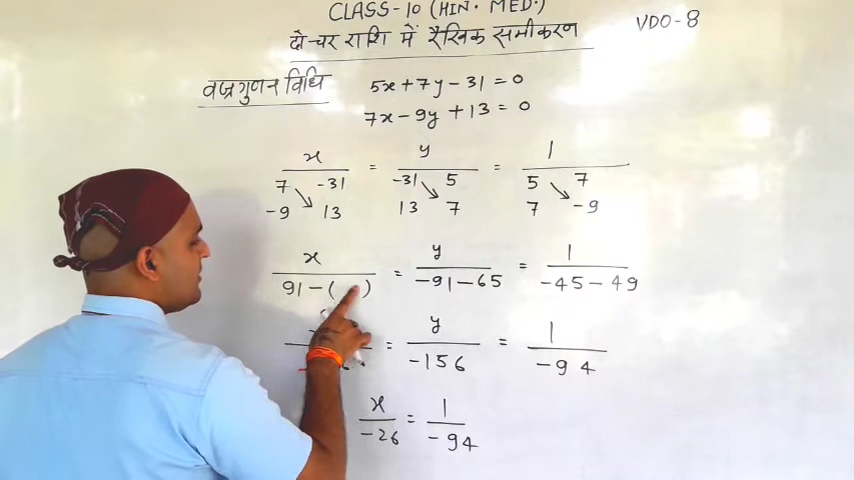 CLASS-10 (HIN. MED.)
VDO-8
दो-चर राशि में रैखिक समीकरण
वज्रगुणन विधि
5x+7y-31=0
7x-9y+13=0
x = y = 1
7 -31 -31 5 5 7
-9 13 13 7 7 -9
x = y = 1
91-( ) -91-65 -45-49
= y = 1
-156 -94
x = 1
-26 -94